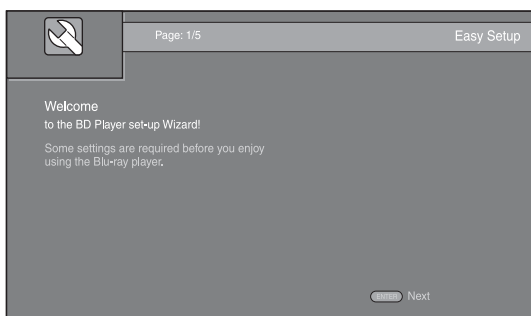 Page: 1/5
Easy Setup
Welcome
to the BD Player set-up Wizard!
Some settings are required before you enjoy
using the Blu-ray player.
ENTER Next